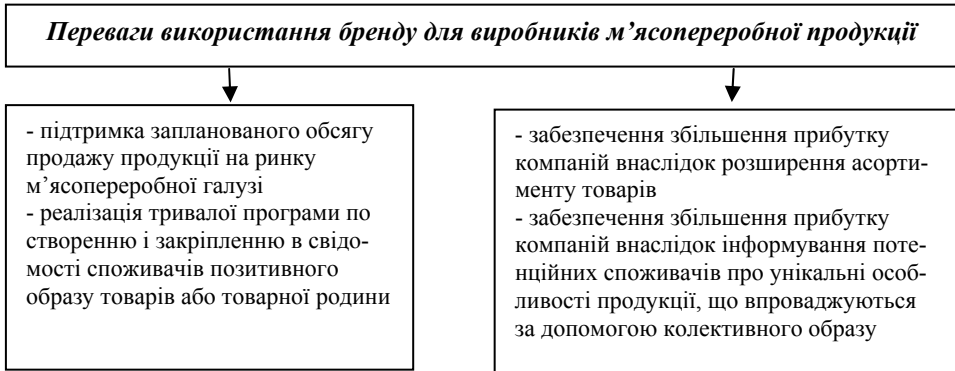 Переваги використання бренду для виробників м’ясопереробної продукції
- підтримка запланованого обсягу
продажу продукції на ринку
м’ясопереробної галузі
- реалізація тривалої програми по
створенню і закріпленню в свідо-
мості споживачів позитивного
образу товарів або товарної родини
- забезпечення збільшення прибутку
компаній внаслідок розширення асорти-
менту товарів
- забезпечення збільшення прибутку
компаній внаслідок інформування поте-
нційних споживачів про унікальні особ-
ливості продукції, що впроваджуються
за допомогою колективного образу